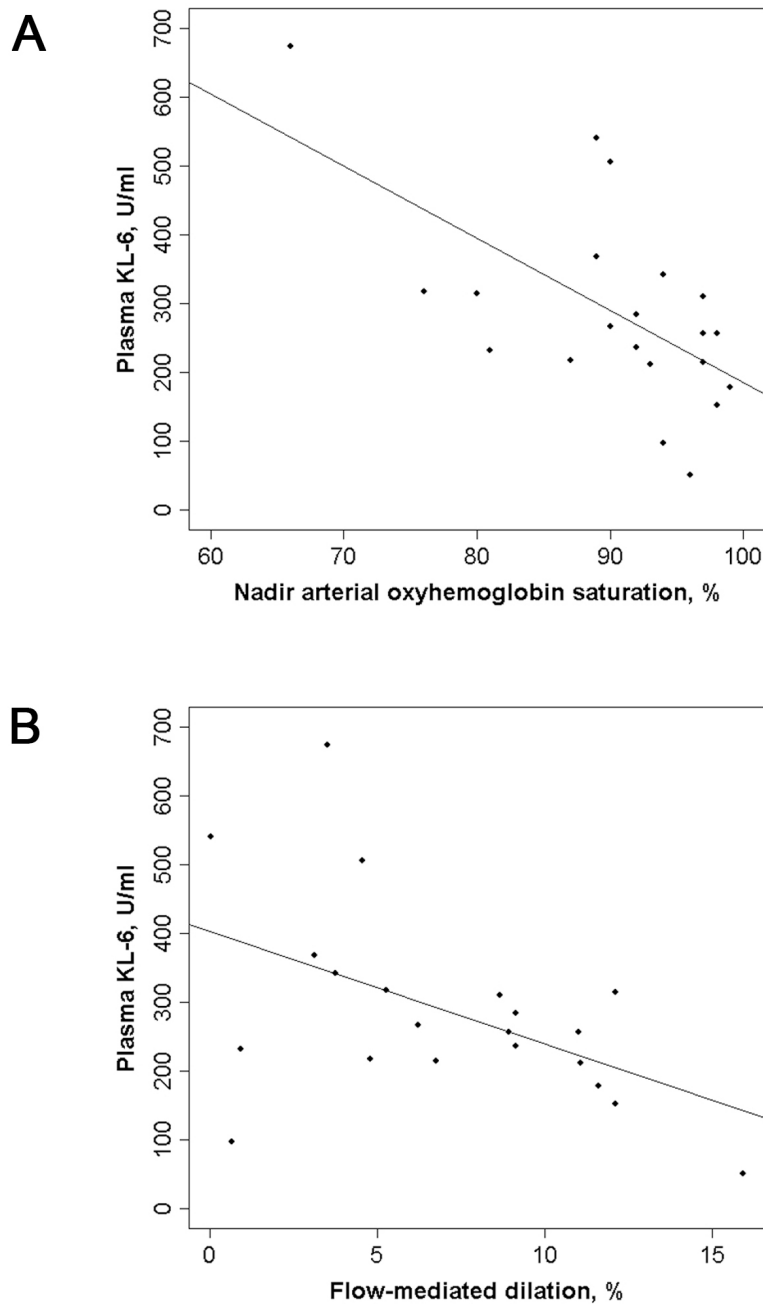 A
700
600
500
400
300
200
100
0
Plasma KL-6, U/ml
60 70 80 90 100
Nadir arterial oxyhemoglobin saturation, %
B
700
600
500
400
300
200
100
0
Plasma KL-6, U/ml
0 5 10 15
Flow-mediated dilation, %